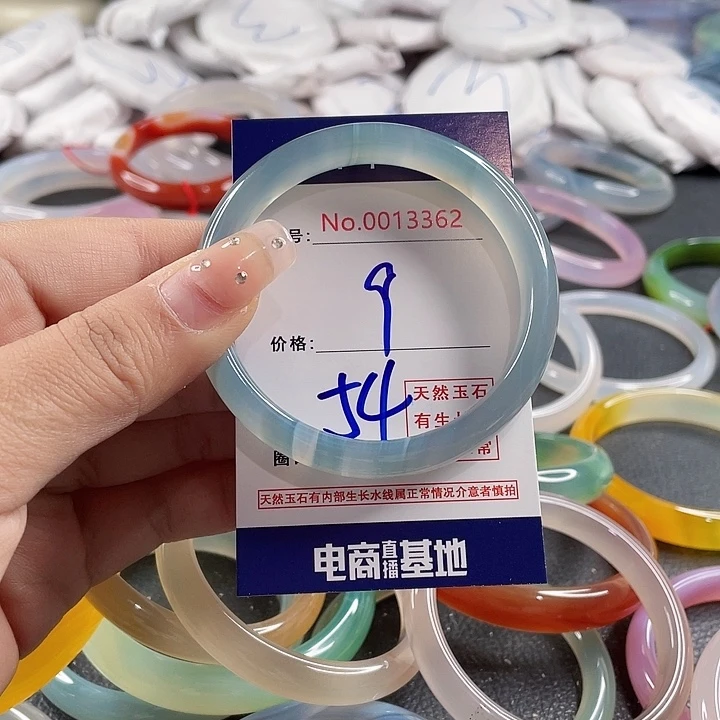 号:
No.0013362
9
价格:
54
天然玉石
有生
常
圈
天然玉石有内部生长水线属正常情况介意者慎拍
电商直播基地